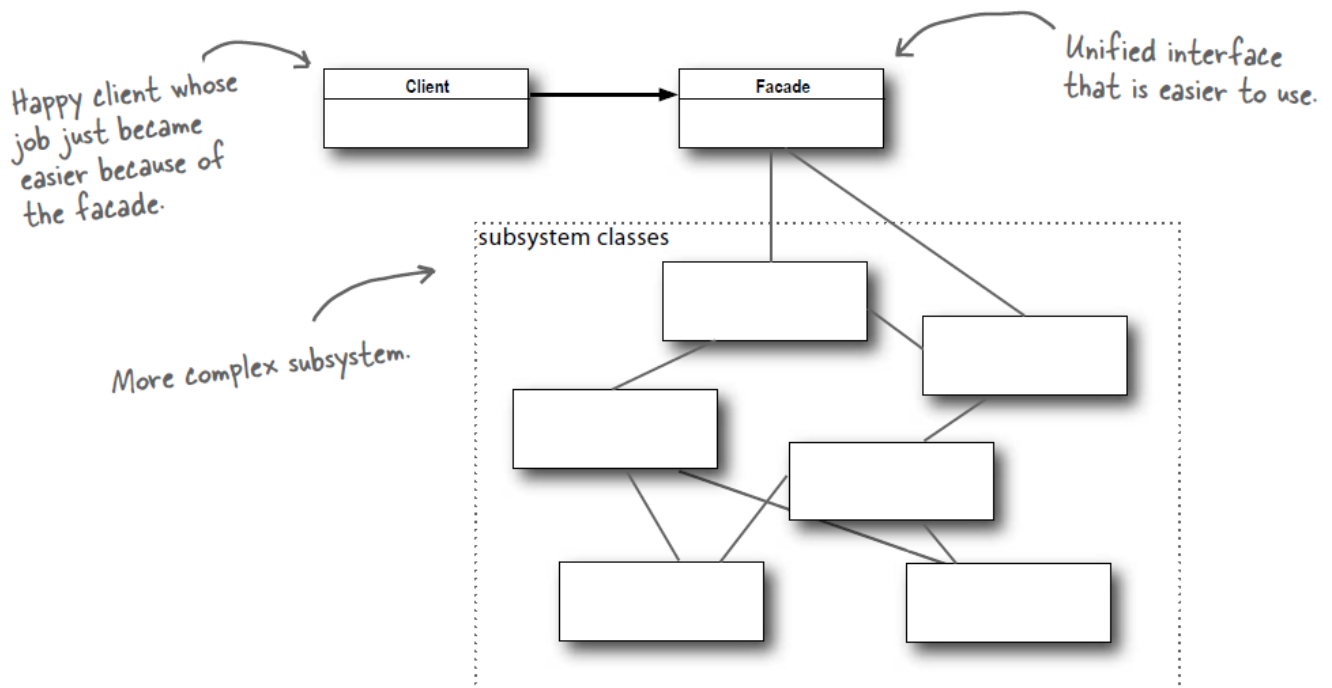 Happy client whose
job just became
easier because of
the facade.
Client
Facade
Unified interface
that is easier to use.
subsystem classes
More complex subsystem.